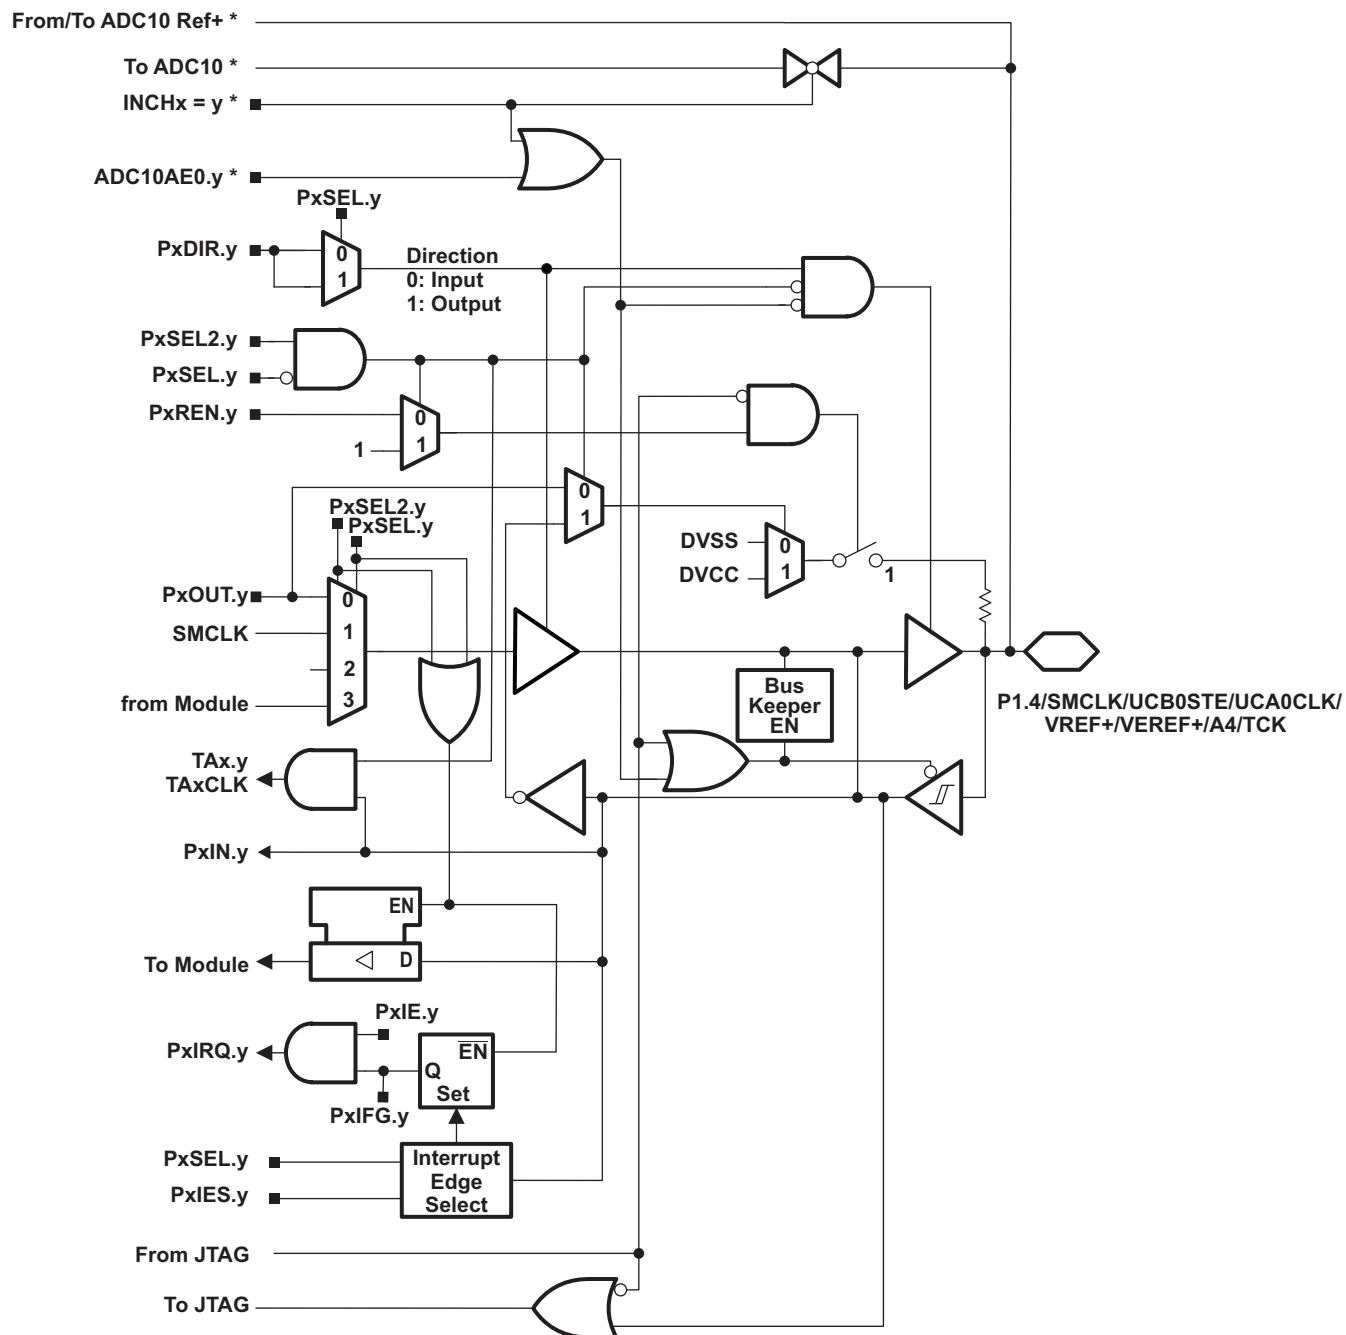 From/To ADC10 Ref+ *
To ADC10 *
INCHx = y *
ADC10AE0.y *
PxSEL.y
PxDIR.y
0
1
Direction
0: Input
1: Output
PxSEL2.y
PxSEL.y
PxREN.y
0
1
1
0
1
PxSEL2.y
PxSEL.y
DVSS
DVCC
0
1
1
PxOUT.y
SMCLK
from Module
0
1
2
3
Bus
Keeper
EN
P1.4/SMCLK/UCB0STE/UCA0CLK/
VREF+/VEREF+/A4/TCK
TAx.y
TAxCLK
PxIN.y
EN
D
To Module
PxIE.y
PxIRQ.y
EN
Q
Set
PxIFG.y
PxSEL.y
PxIES.y
Interrupt
Edge
Select
From JTAG
To JTAG